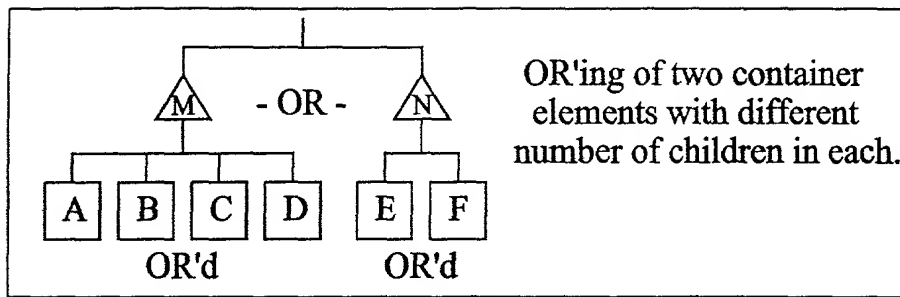 M - OR - N
A B C D E F
OR'd OR'd
OR'ing of two container
elements with different
number of children in each.